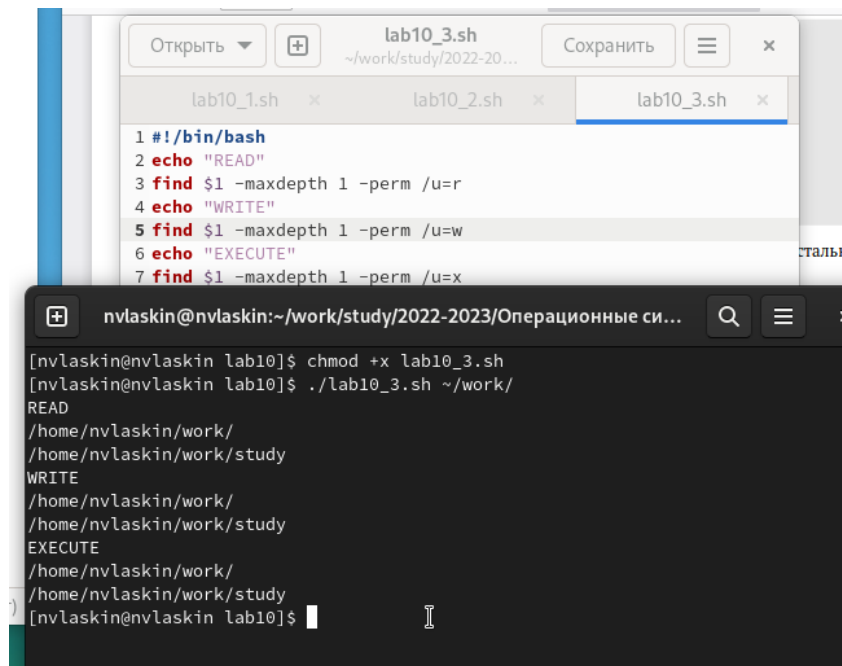 Открыть
lab10_3.sh
~/work/study/2022-20...
Сохранить
lab10_1.sh × lab10_2.sh × lab10_3.sh ×
1 #!/bin/bash
2 echo "READ"
3 find $1 -maxdepth 1 -perm /u=r
4 echo "WRITE"
5 find $1 -maxdepth 1 -perm /u=w
6 echo "EXECUTE"
7 find $1 -maxdepth 1 -perm /u=x
nvlaskin@nvlaskin:~/work/study/2022-2023/Операционные си...
[nvlaskin@nvlaskin lab10]$ chmod +x lab10_3.sh
[nvlaskin@nvlaskin lab10]$ ./lab10_3.sh ~/work/
READ
/home/nvlaskin/work/
/home/nvlaskin/work/study
WRITE
/home/nvlaskin/work/
/home/nvlaskin/work/study
EXECUTE
/home/nvlaskin/work/
/home/nvlaskin/work/study
[nvlaskin@nvlaskin lab10]$